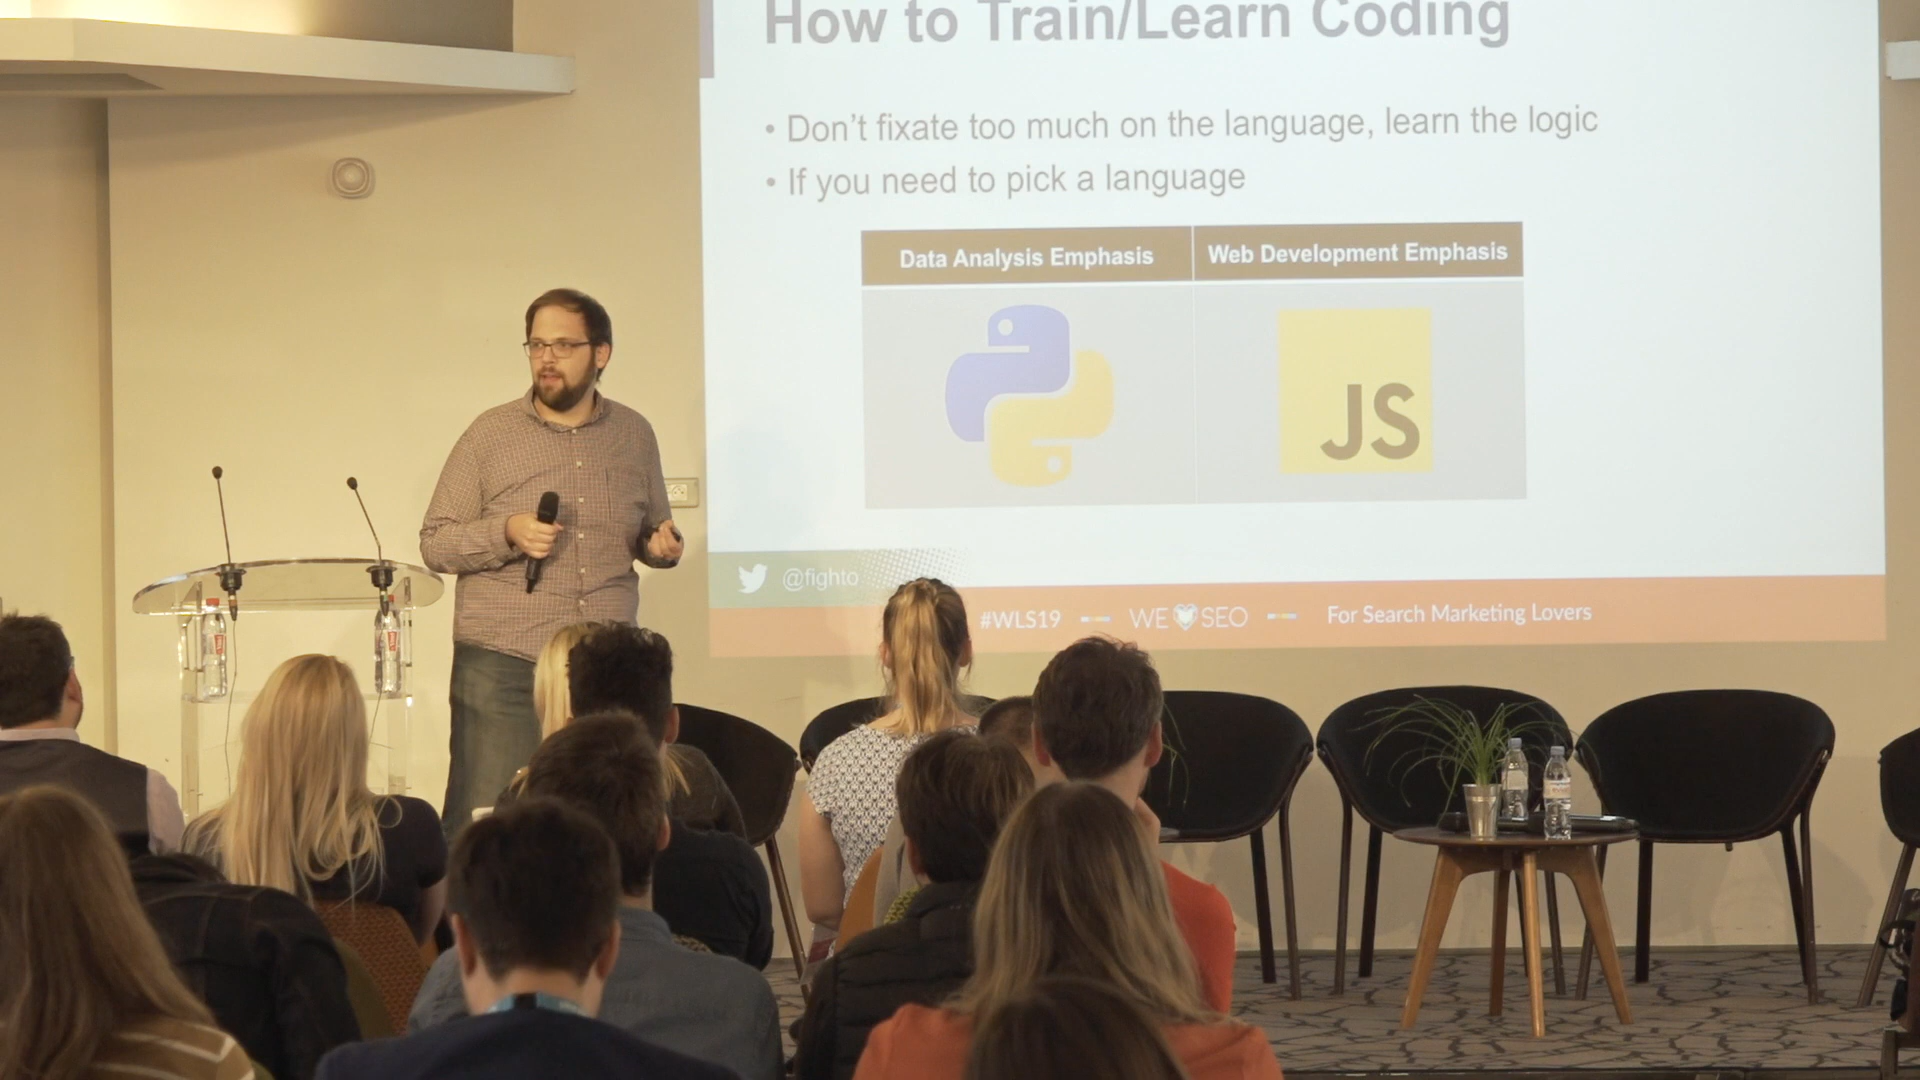 How to Train/Learn Coding
• Don't fixate too much on the language, learn the logic
• If you need to pick a language
Data Analysis Emphasis
Web Development Emphasis
JS
@fighto
#WLS19
WE SEO
For Search Marketing Lovers